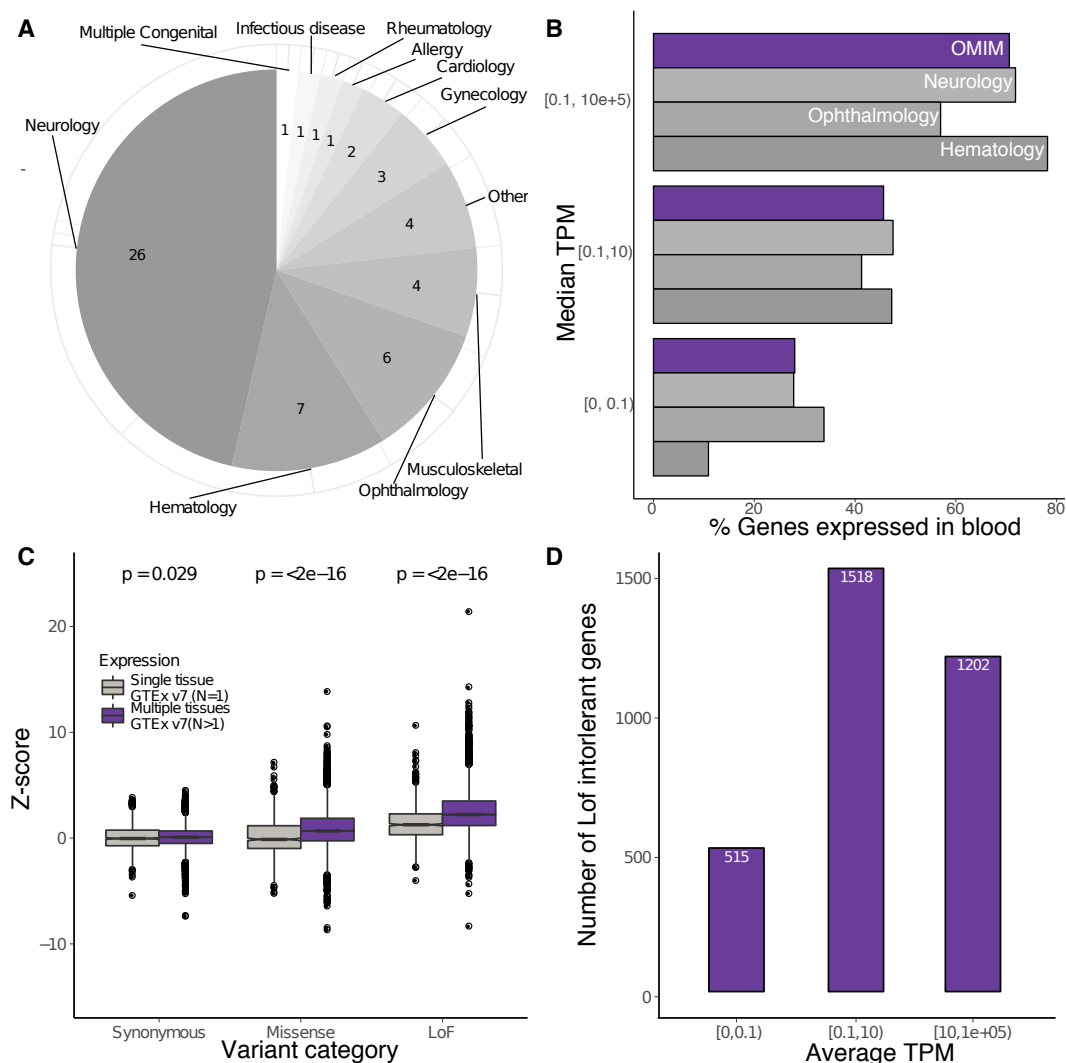 A
Multiple Congenital
Infectious disease
Rheumatology
Allergy
Cardiology
Gynecology
Neurology
Other
1
1
1
1
2
3
4
4
6
7
26
-
Musculoskeletal
Ophthalmology
Hematology
B
OMIM
Neurology
Ophthalmology
Hematology
[0.1, 10e+5)
[0.1,10)
[0, 0.1)
Median TPM
0
20
40
60
80
% Genes expressed in blood
C
p = 0.029
p = <2e−16
p = <2e−16
20
10
0
−10
Z-score
Expression
Single tissue
GTEx v7 (N=1)
Multiple tissues
GTEx v7(N>1)
Synonymous
Missense
LoF
Variant category
D
1500
1000
500
0
Number of Lof intorlerant genes
515
1518
1202
[0,0.1)
[0.1,10)
[10,1e+05)
Average TPM